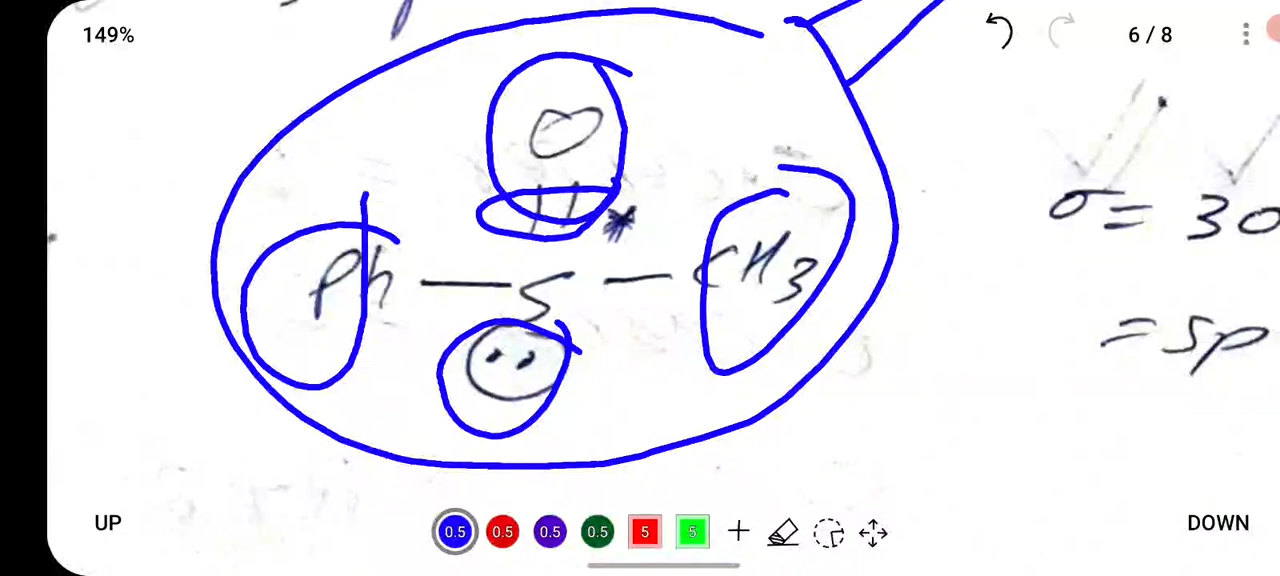 149%
6 / 8
O
|| *
Ph — S — CH3
••
σ = 30
= sp
UP
0.5 0.5 0.5 0.5 5 5
DOWN